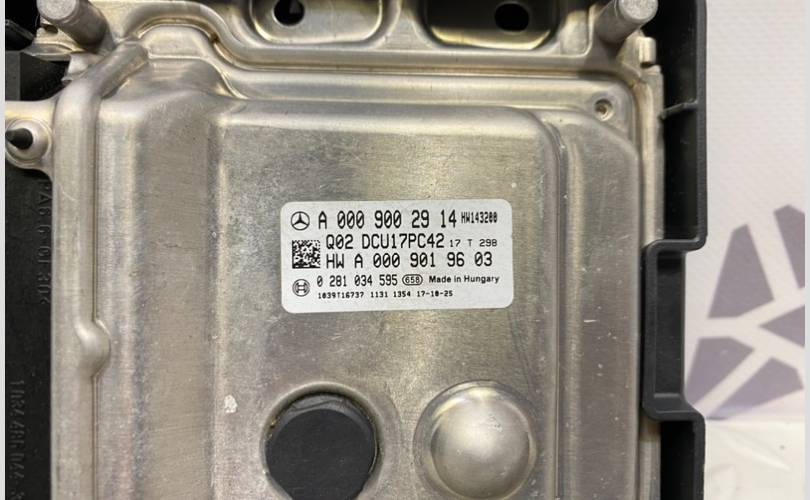 A 000 900 29 14 HW143200
Q02 DCU17PC42 17 T 298
HW A 000 901 96 03
0 281 034 595 658 Made in Hungary
1039T16737 1131 1354 17-10-25